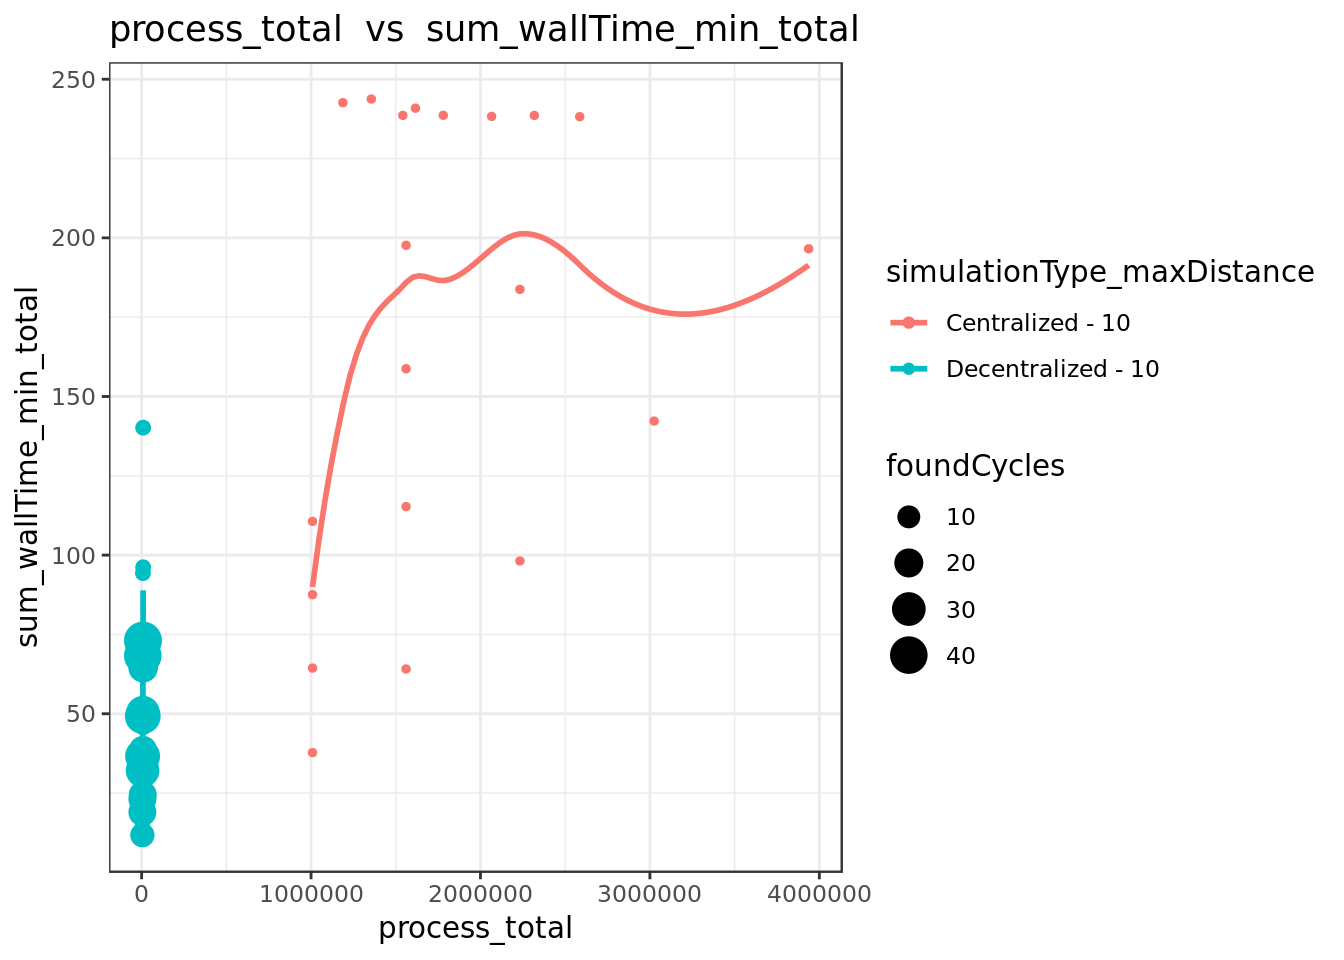 process_total  vs  sum_wallTime_min_total
250
200
150
100
50
sum_wallTime_min_total
0
1000000
2000000
3000000
4000000
process_total
simulationType_maxDistance
Centralized - 10
Decentralized - 10
foundCycles
10
20
30
40